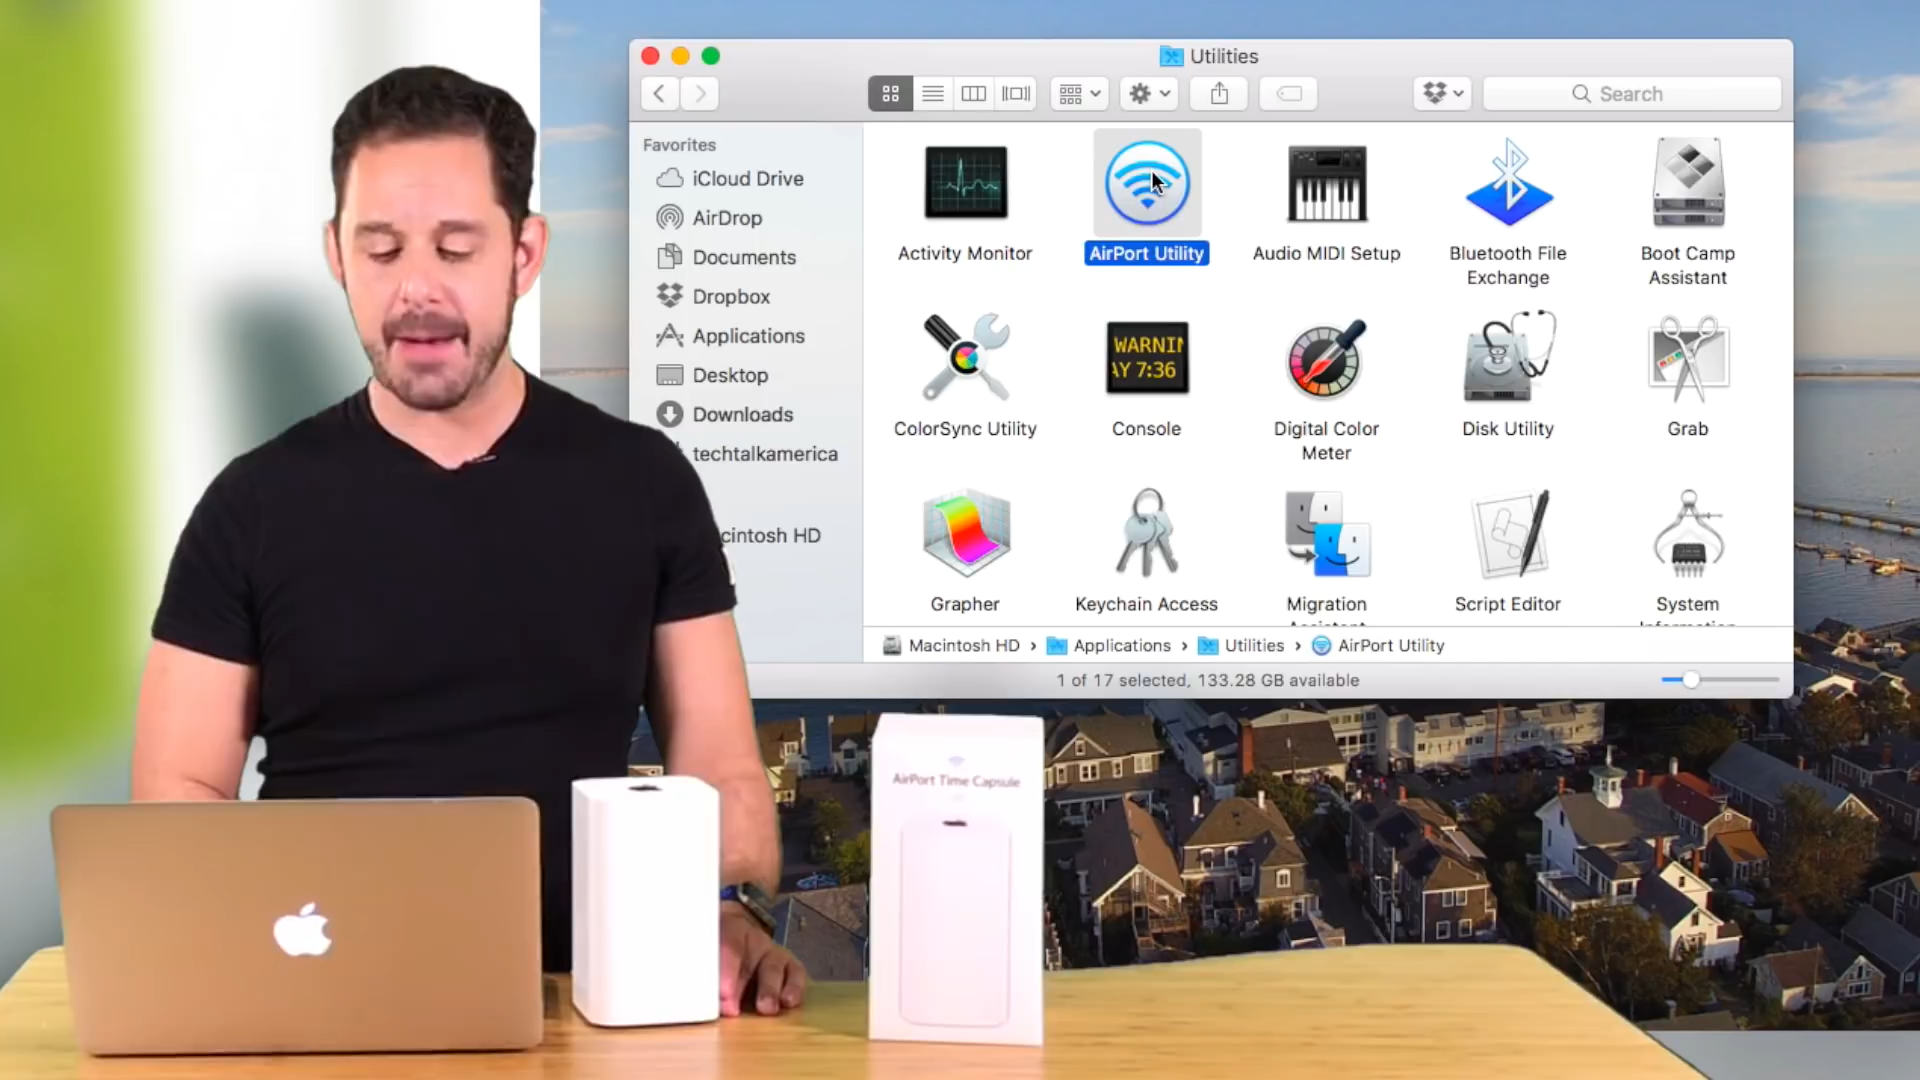 Utilities
Search
Favorites
iCloud Drive
AirDrop
Documents
Dropbox
Applications
Desktop
Downloads
techtalkamerica
cintosh HD
Activity Monitor
AirPort Utility
Audio MIDI Setup
Bluetooth File
Exchange
Boot Camp
Assistant
WARNIN
AY 7:36
ColorSync Utility
Console
Digital Color
Meter
Disk Utility
Grab
Grapher
Keychain Access
Migration
Script Editor
System
Macintosh HD › Applications › Utilities › AirPort Utility
1 of 17 selected, 133.28 GB available
AirPort Time Capsule